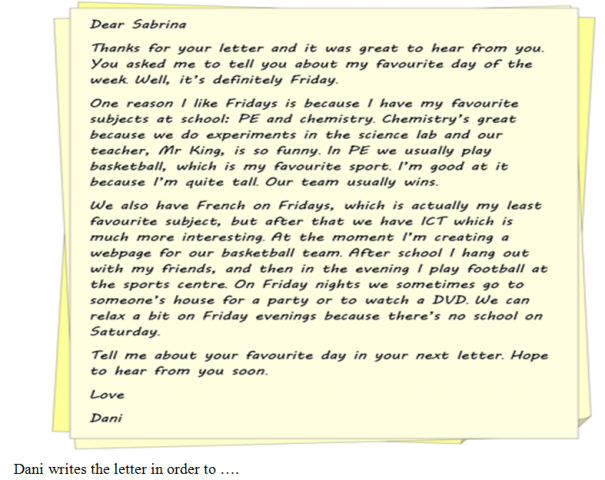 Dear Sabrina
Thanks for your letter and it was great to hear from you.
You asked me to tell you about my favourite day of the
week. Well, it's definitely Friday.
One reason I like Fridays is because I have my favourite
subjects at school: PE and chemistry. Chemistry's great
because we do experiments in the science lab and our
teacher, Mr King, is so funny. In PE we usually play
basketball, which is my favourite sport. I'm good at it
because I'm quite tall. Our team usually wins.
We also have French on Fridays, which is actually my least
favourite subject, but after that we have ICT which is
much more interesting. At the moment I'm creating a
webpage for our basketball team. After school I hang out
with my friends, and then in the evening I play football at
the sports centre. On Friday nights we sometimes go to
someone's house for a party or to watch a DVD. We can
relax a bit on Friday evenings because there's no school on
Saturday.
Tell me about your favourite day in your next letter. Hope
to hear from you soon.
Love
Dani
Dani writes the letter in order to ….